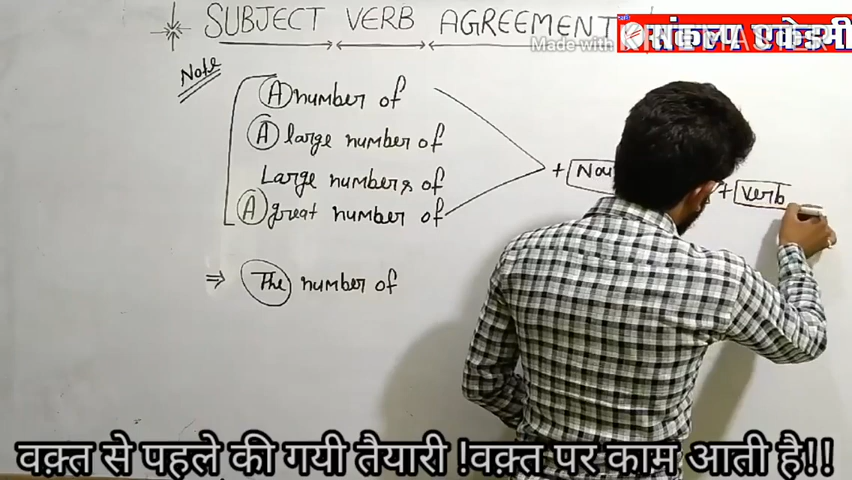 SUBJECT VERB AGREEMENT
Made with KINEMASTER
संकल्प एकेडमी
Note
A number of
A large number of
Large numbers of
A great number of
+ Nou
+ verb
⇒ The number of
वक़्त से पहले की गयी तैयारी !वक़्त पर काम आती है!!